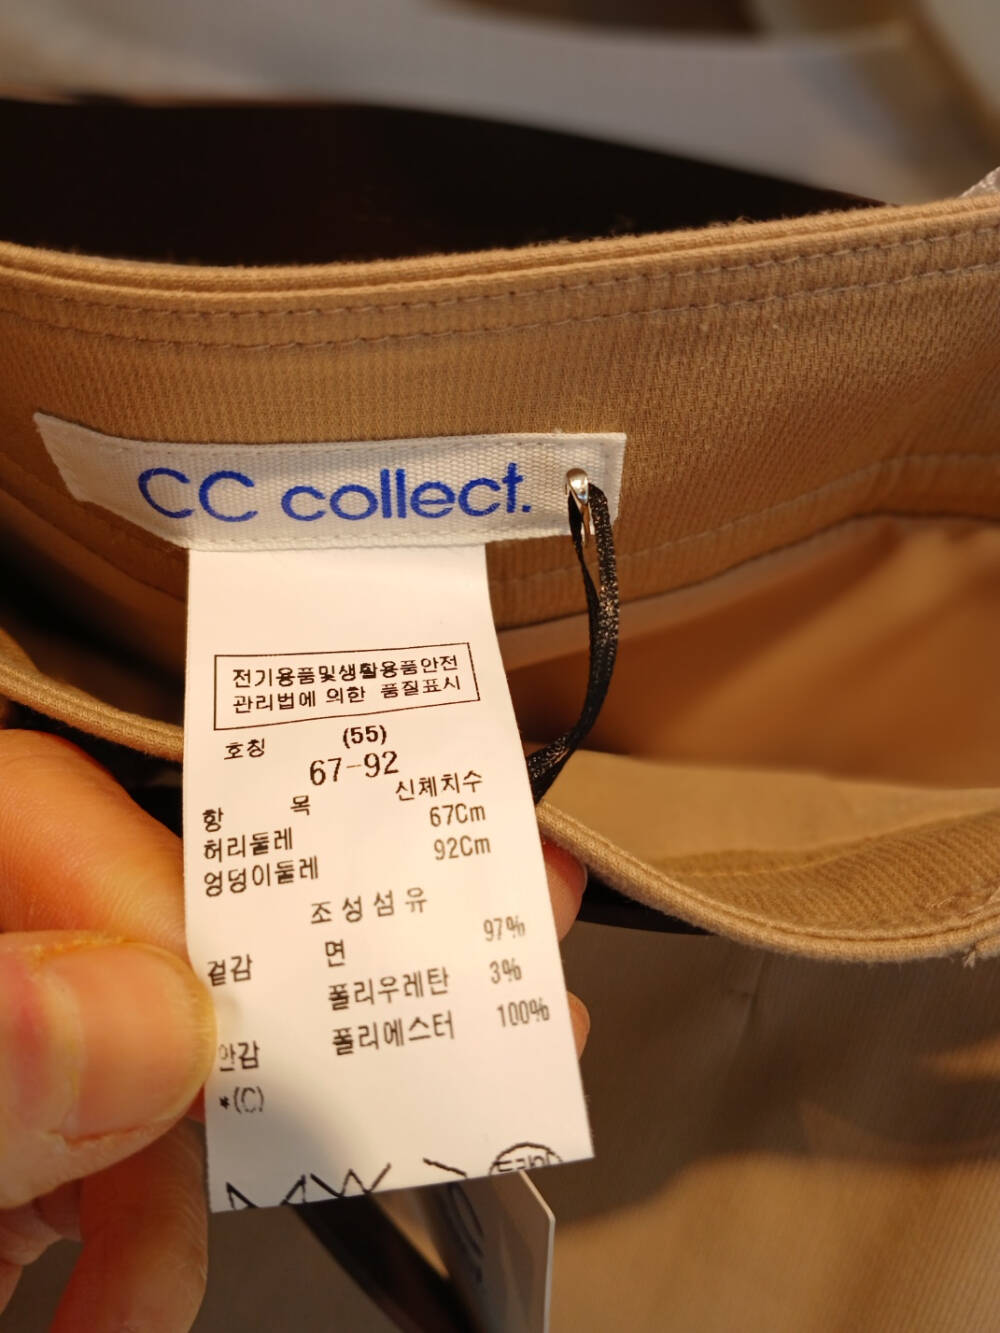 CC collect.
전기용품및생활용품안전
관리법에 의한 품질표시
호칭 (55)
67-92
항 목 신체치수
허리둘레 67Cm
엉덩이둘레 92Cm
조성섬유
겉감 면 97%
폴리우레탄 3%
안감 폴리에스터 100%
*(C)